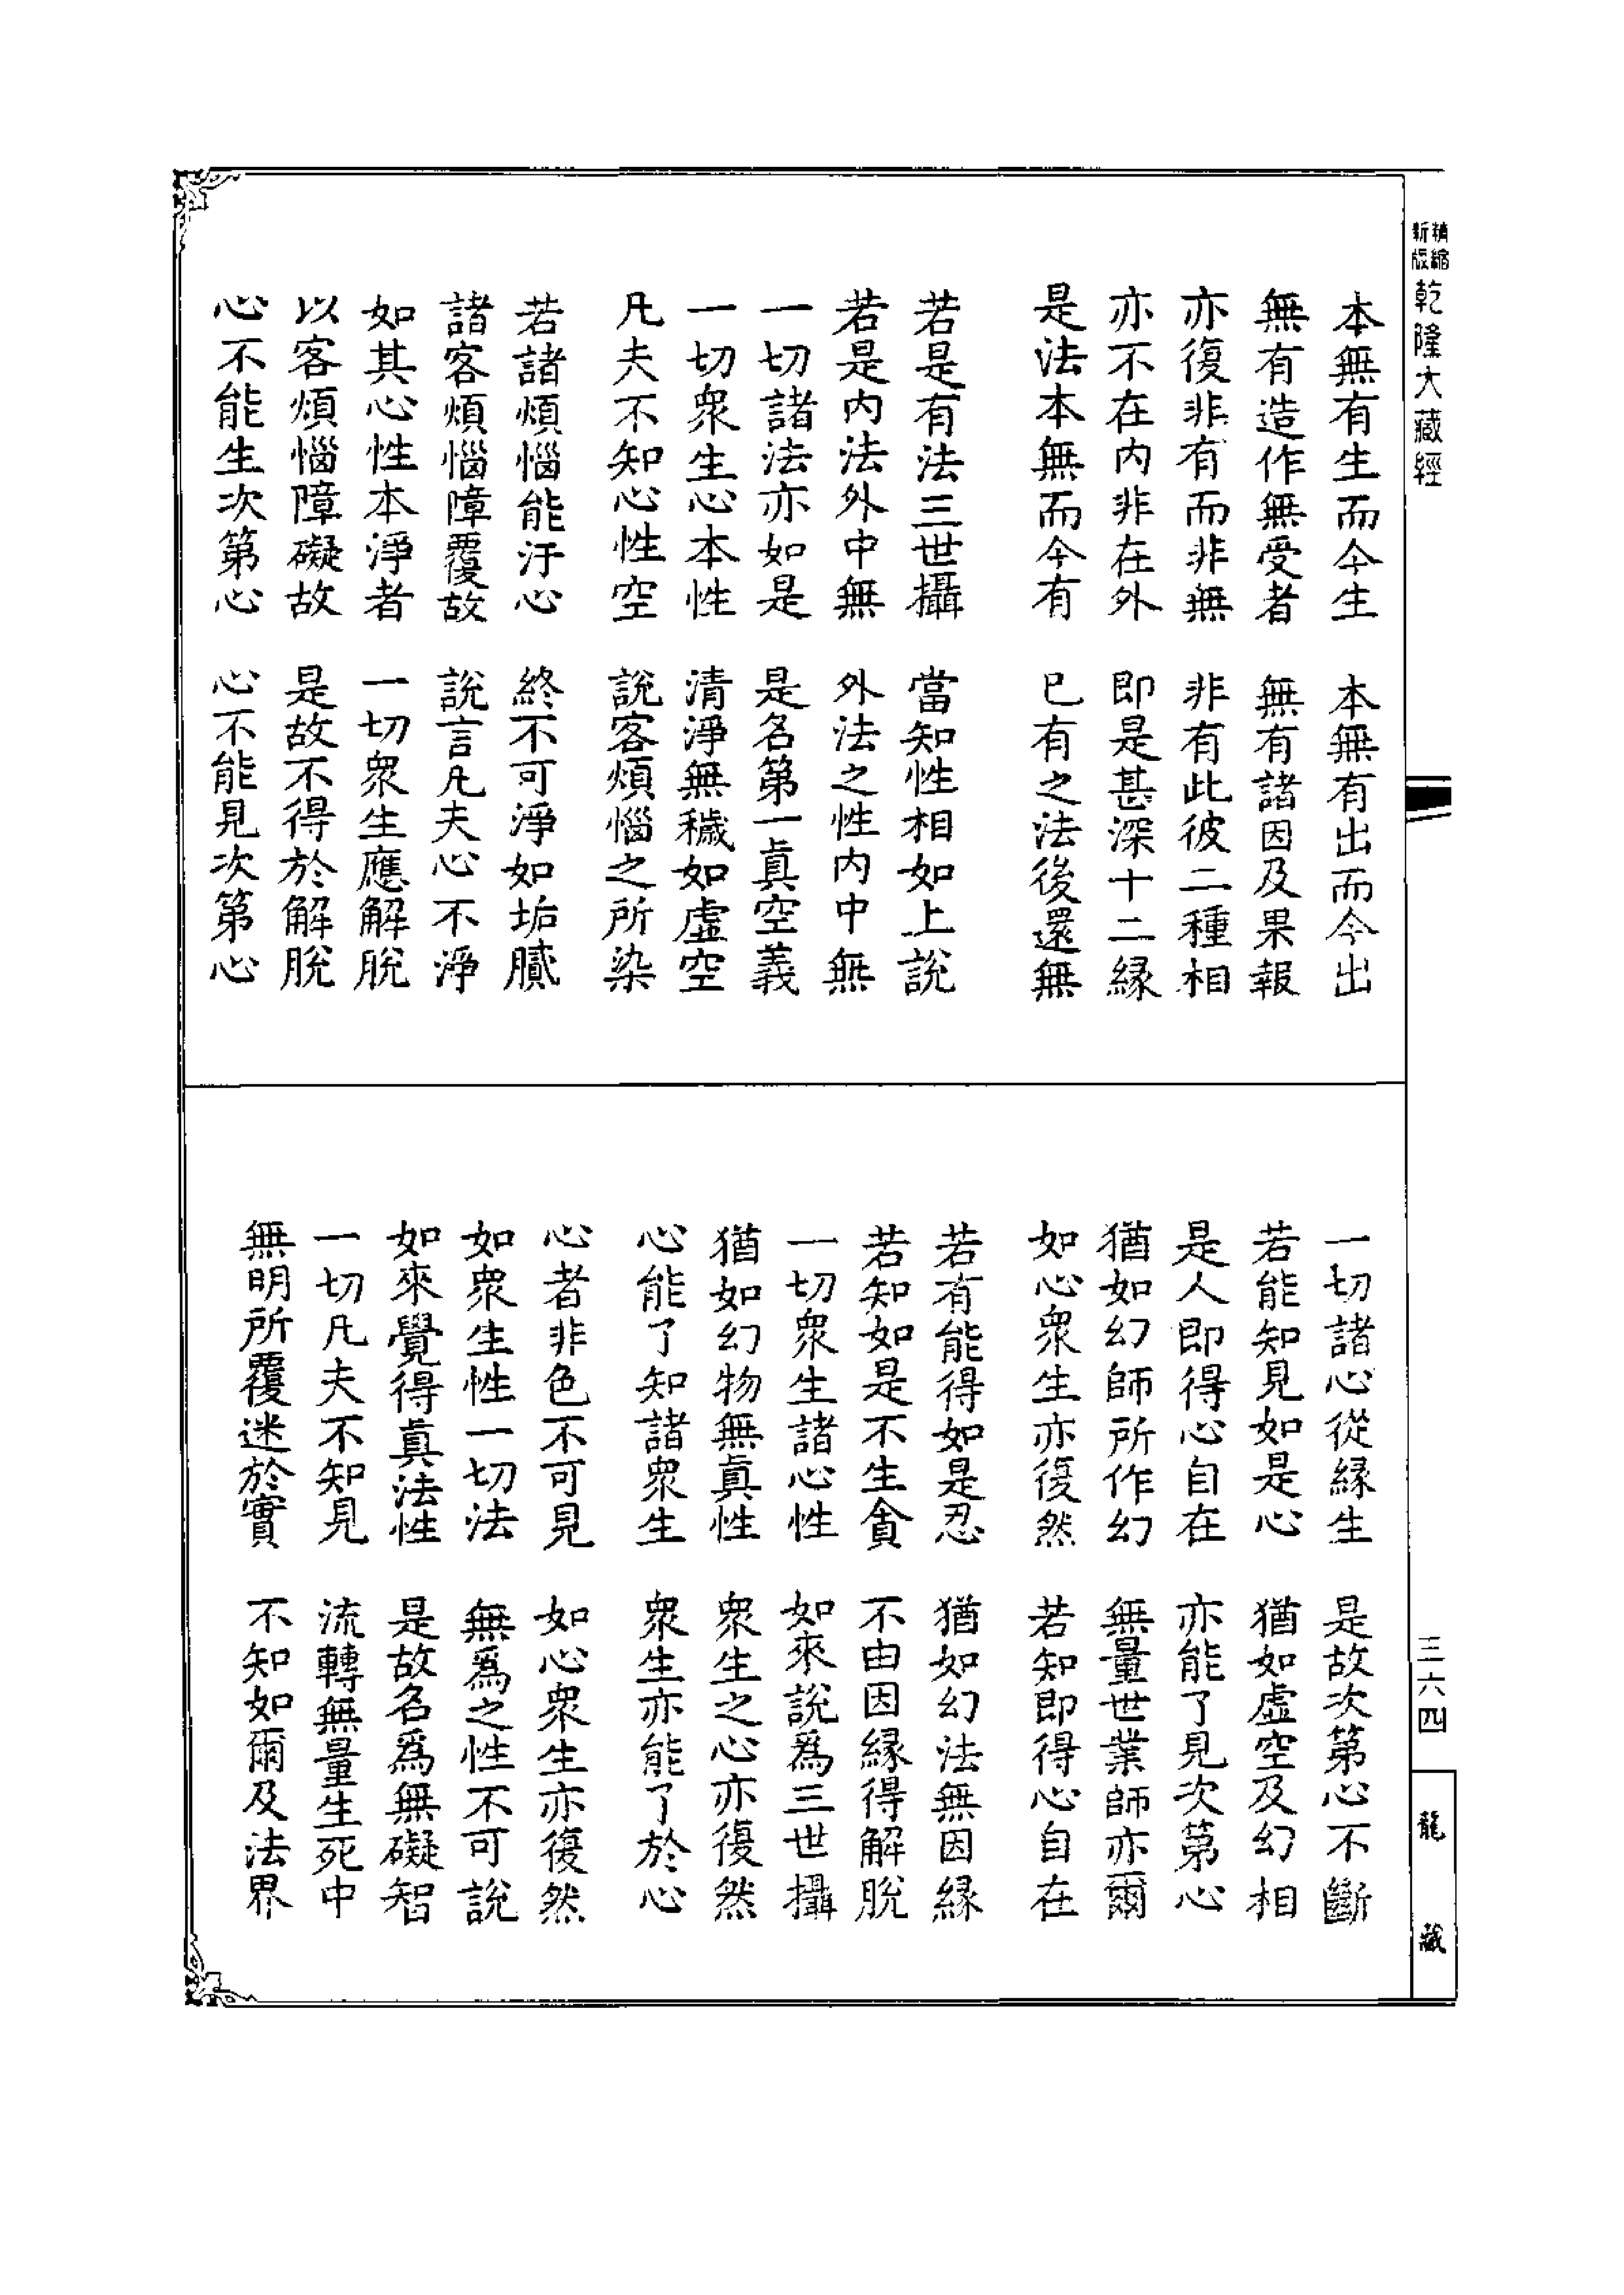 精縮新版
乾隆大藏經
本無有生而今生　本無有出而今出
無有造作無受者　無有諸因及果報
亦復非有而非無　非有此彼二種相
亦不在内非在外　即是甚深十二縁
是法本無而今有　已有之法後還無
若是有法三世攝　當知性相如上說
若是内法外中無　外法之性内中無
一切諸法亦如是　是名第一眞空義
一切衆生心本性　清淨無穢如虛空
凡夫不知心性空　說客煩惱之所染
若諸煩惱能汙心　終不可淨如垢膩
諸客煩惱障覆故　說言凡夫心不淨
如其心性本淨者　一切衆生應解脫
以客煩惱障礙故　是故不得於解脫
心不能生次第心　心不能見次第心
一切諸心從縁生　是故次第心不斷
若能知見如是心　猶如虛空及幻相
是人即得心自在　亦能了見次第心
猶如幻師所作幻　無量世業師亦爾
如心衆生亦復然　若知即得心自在
若有能得如是忍　猶如幻法無因縁
若知如是不生貪　不由因縁得解脫
一切衆生諸心性　如來說爲三世攝
猶如幻物無眞性　衆生之心亦復然
心能了知諸衆生　衆生亦能了於心
心者非色不可見　如心衆生亦復然
如衆生性一切法　無爲之性不可說
如來覺得眞法性　是故名爲無礙智
一切凡夫不知見　流轉無量生死中
無明所覆迷於實　不知如爾及法界
三六四
龍藏